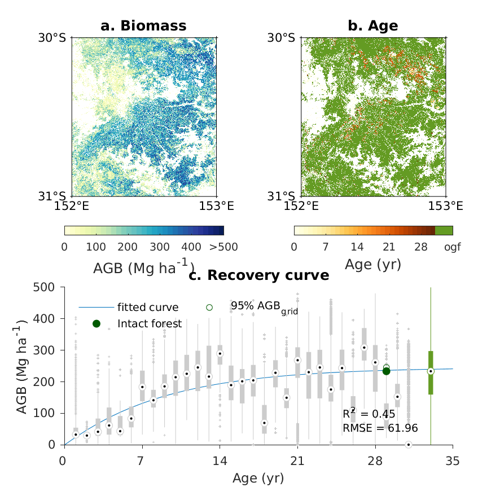 a. Biomass
b. Age
30°S
30°S
31°S
31°S
152°E
153°E
152°E
153°E
0 100 200 300 400 >500
0 7 14 21 28 ogf
AGB (Mg ha-1)
Age (yr)
c. Recovery curve
500
400
300
200
100
0
AGB (Mg ha-1)
fitted curve
95% AGBgrid
Intact forest
R2 = 0.45
RMSE = 61.96
0 7 14 21 28 35
Age (yr)